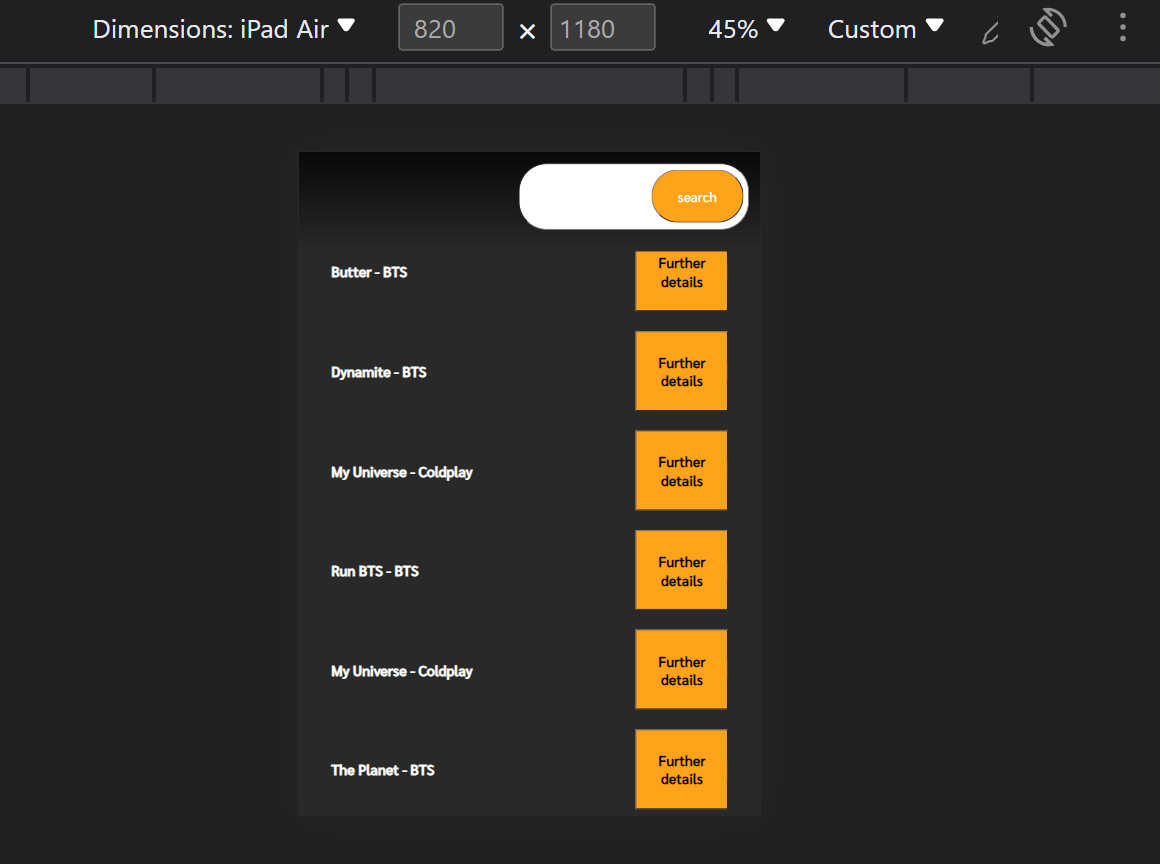 Dimensions: iPad Air 820 × 1180 45% Custom
search
Butter - BTS
Further
details
Dynamite - BTS
Further
details
My Universe - Coldplay
Further
details
Run BTS - BTS
Further
details
My Universe - Coldplay
Further
details
The Planet - BTS
Further
details